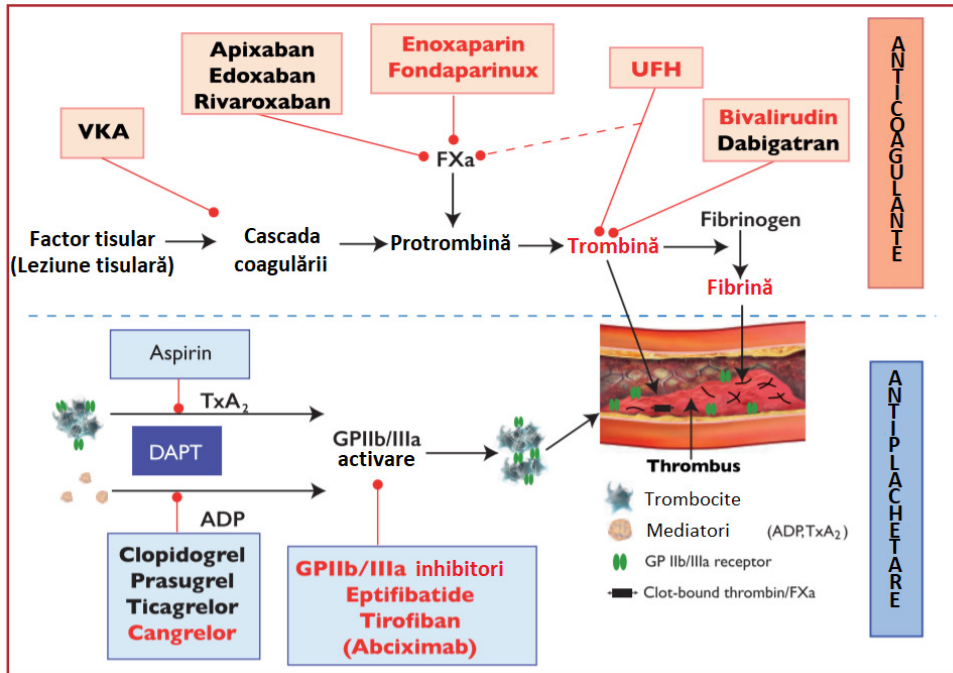 Apixaban
Edoxaban
Rivaroxaban
Enoxaparin
Fondaparinux
UFH
VKA
Bivalirudin
Dabigatran
FXa
Factor tisular
(Leziune tisulară)
Cascada
coagulării
Protrombină
Trombină
Fibrinogen
Fibrină
ANTICOAGULANTE
Aspirin
TxA2
DAPT
GPIIb/IIIa
activare
ADP
Clopidogrel
Prasugrel
Ticagrelor
Cangrelor
GPIIb/IIIa inhibitori
Eptifibatide
Tirofiban
(Abciximab)
Thrombus
Trombocite
Mediatori (ADP,TxA2)
GP IIb/IIIa receptor
Clot-bound thrombin/FXa
ANTIPLACHETARE